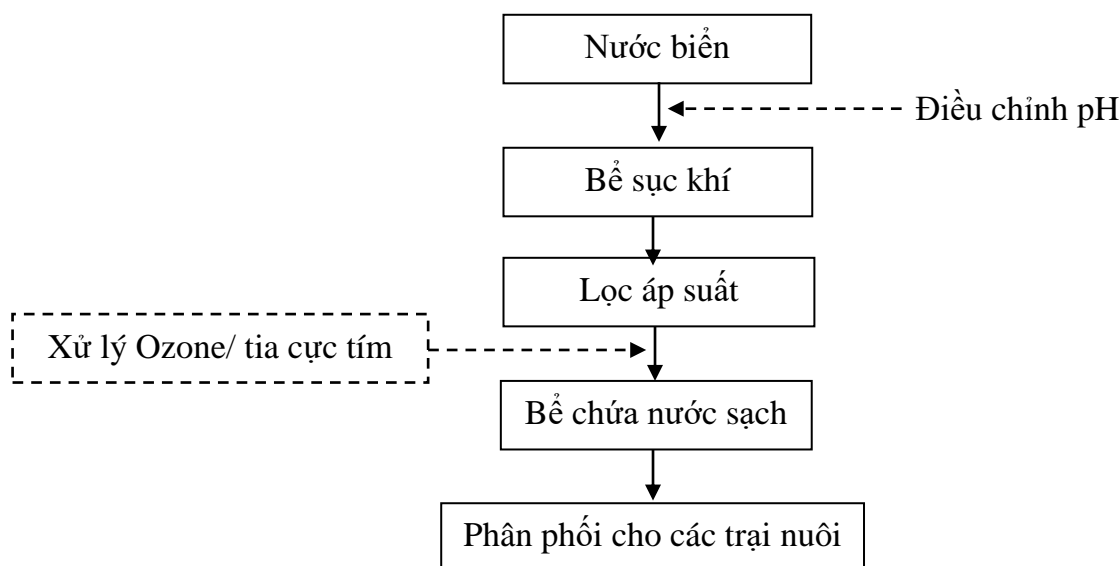 Nước biển
Điều chỉnh pH
Bể sục khí
Lọc áp suất
Xử lý Ozone/ tia cực tím
Bể chứa nước sạch
Phân phối cho các trại nuôi